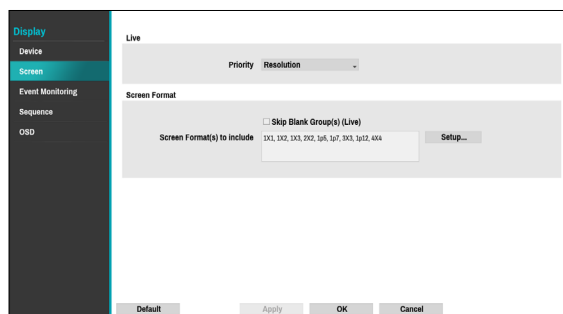 Display
Device
Screen
Event Monitoring
Sequence
OSD
Live
Priority Resolution
Screen Format
Skip Blank Group(s) (Live)
Screen Format(s) to include 1X1, 1X2, 1X3, 2X2, 1p5, 1p7, 3X3, 1p12, 4X4 Setup...
Default Apply OK Cancel